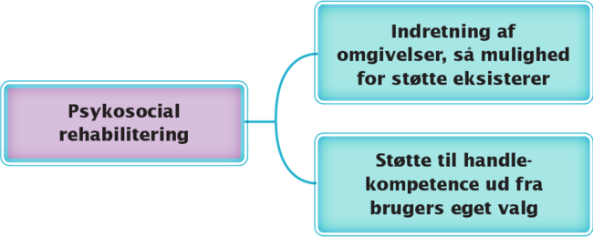 Psykosocial
rehabilitering
Indretning af
omgivelser, så mulighed
for støtte eksisterer
Støtte til handle-
kompetence ud fra
brugers eget valg